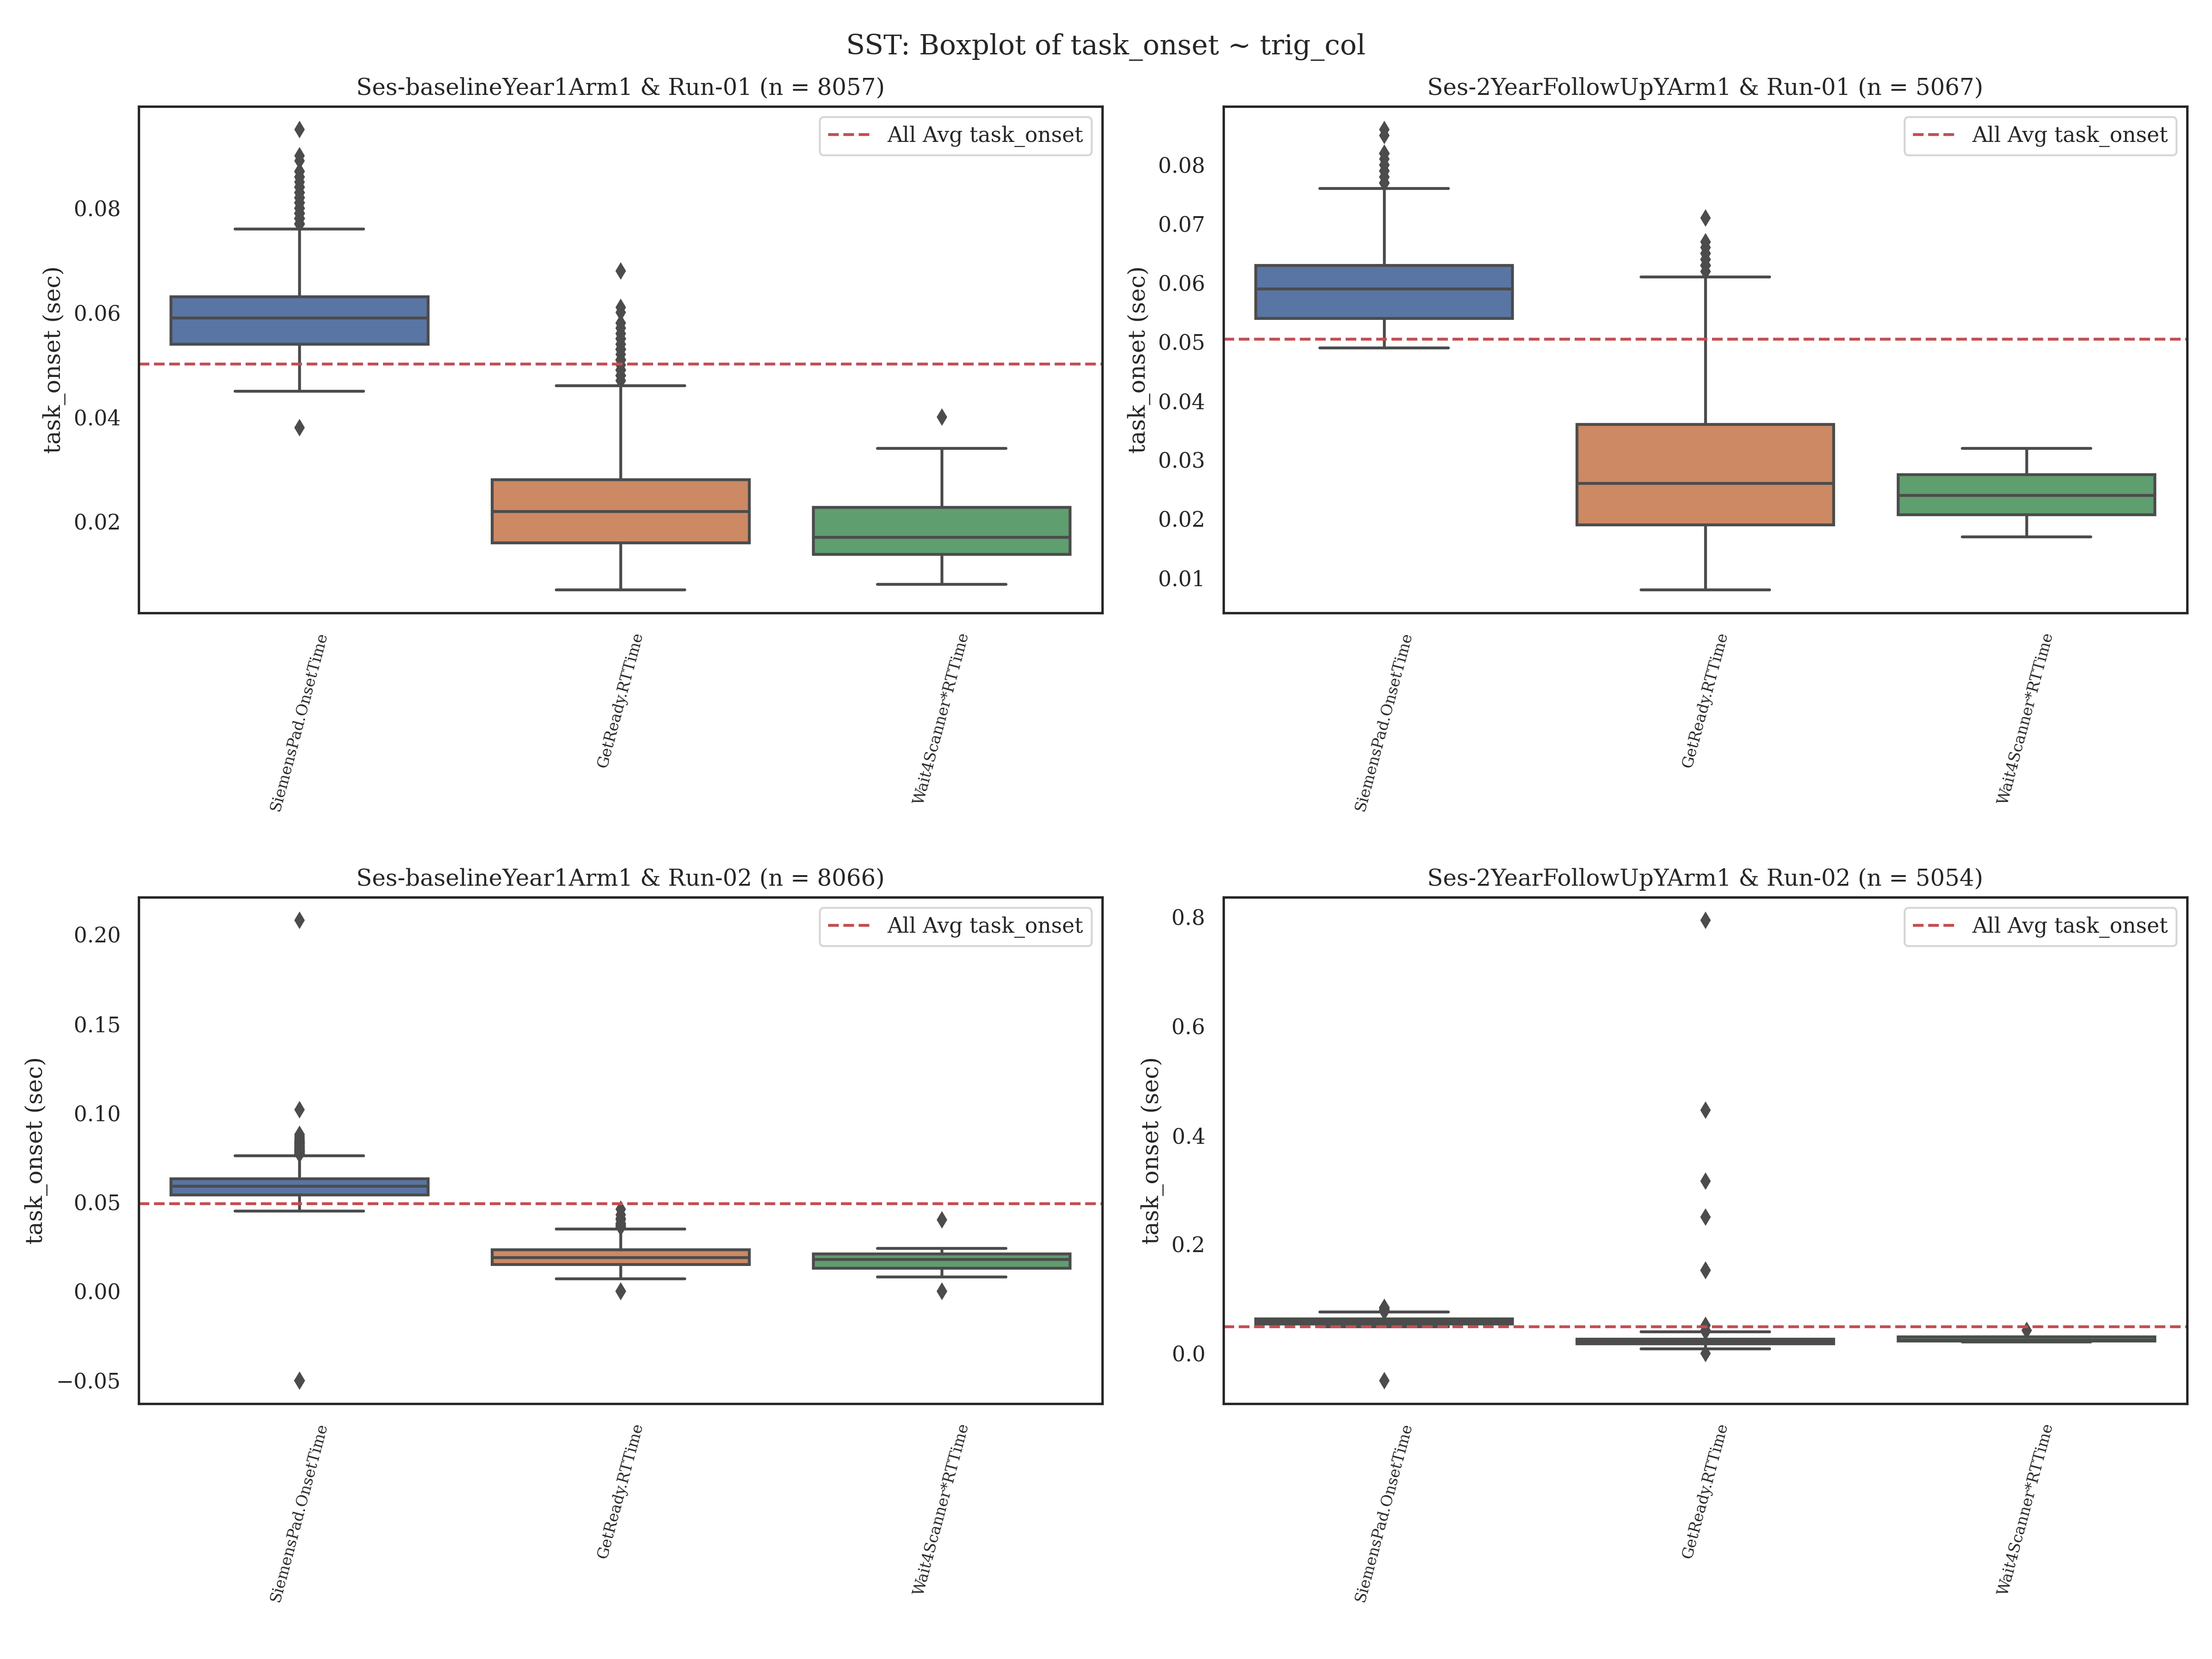 SST: Boxplot of task_onset ~ trig_col
Ses-baselineYear1Arm1 & Run-01 (n = 8057)
All Avg task_onset
task_onset (sec)
0.08
0.06
0.04
0.02
SiemensPad.OnsetTime
GetReady.RTTime
Wait4Scanner*RTTime
Ses-2YearFollowUpYArm1 & Run-01 (n = 5067)
All Avg task_onset
task_onset (sec)
0.08
0.07
0.06
0.05
0.04
0.03
0.02
0.01
SiemensPad.OnsetTime
GetReady.RTTime
Wait4Scanner*RTTime
Ses-baselineYear1Arm1 & Run-02 (n = 8066)
All Avg task_onset
task_onset (sec)
0.20
0.15
0.10
0.05
0.00
−0.05
SiemensPad.OnsetTime
GetReady.RTTime
Wait4Scanner*RTTime
Ses-2YearFollowUpYArm1 & Run-02 (n = 5054)
All Avg task_onset
task_onset (sec)
0.8
0.6
0.4
0.2
0.0
SiemensPad.OnsetTime
GetReady.RTTime
Wait4Scanner*RTTime